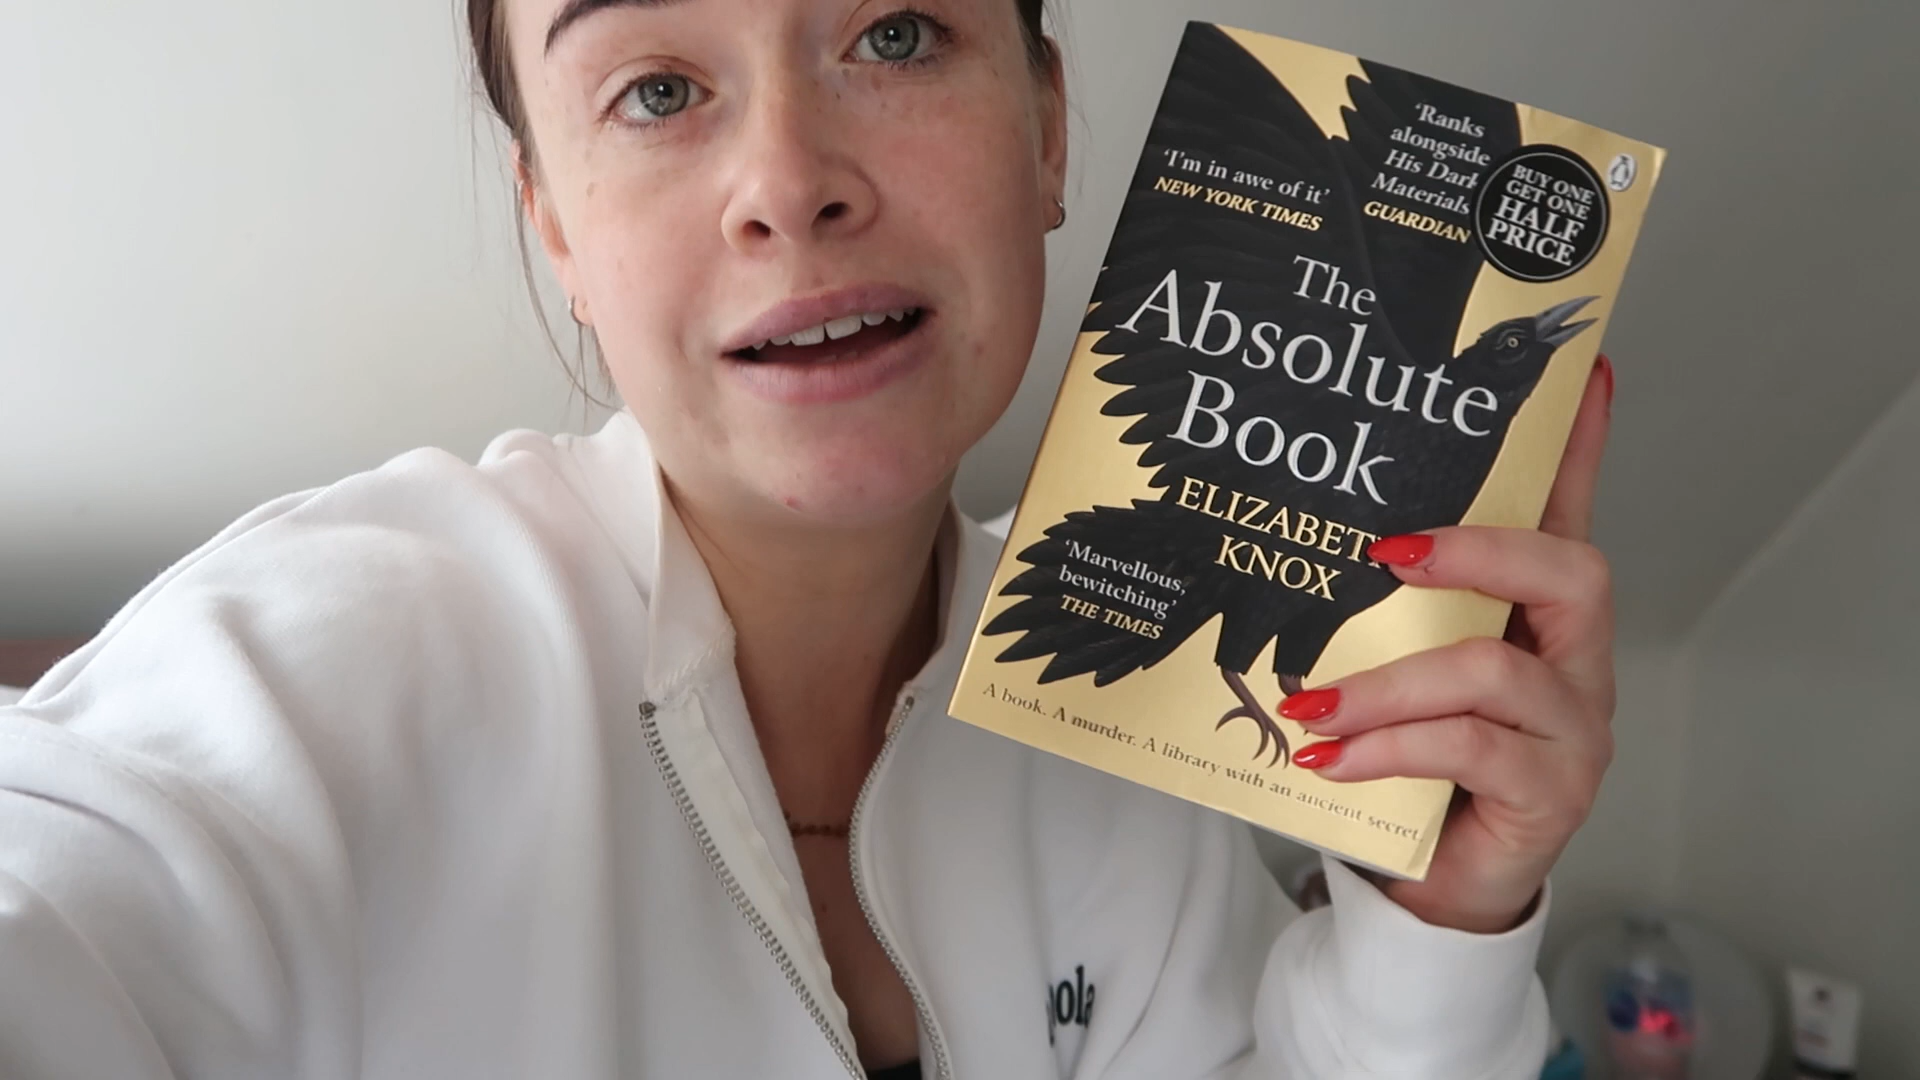 'I'm in awe of it'
NEW YORK TIMES
'Ranks
alongside
His Dark
Materials
GUARDIAN
BUY ONE
GET ONE
HALF
PRICE
The
Absolute
Book
ELIZABET
KNOX
'Marvellous,
bewitching'
THE TIMES
A book. A murder. A library with an ancient secret.